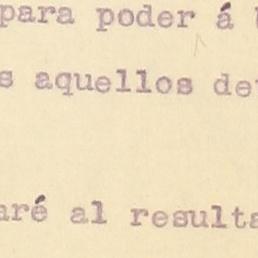 para poder á
s aquellos de
aré al resulta